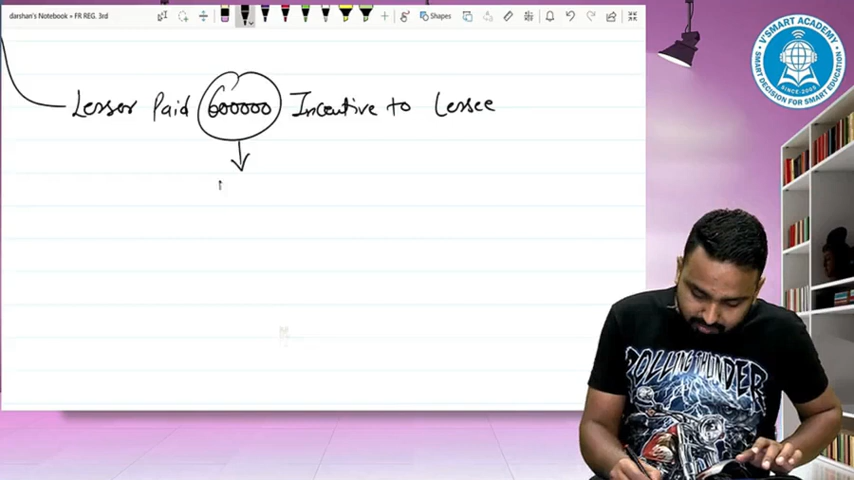 darshan's Notebook » FR REG. 3rd
Shapes
Lessor Paid 600000 Incentive to Lessee
V'SMART ACADEMY
SMART DECISION FOR SMART EDUCATION
SINCE-2005
ROLLING THUNDER